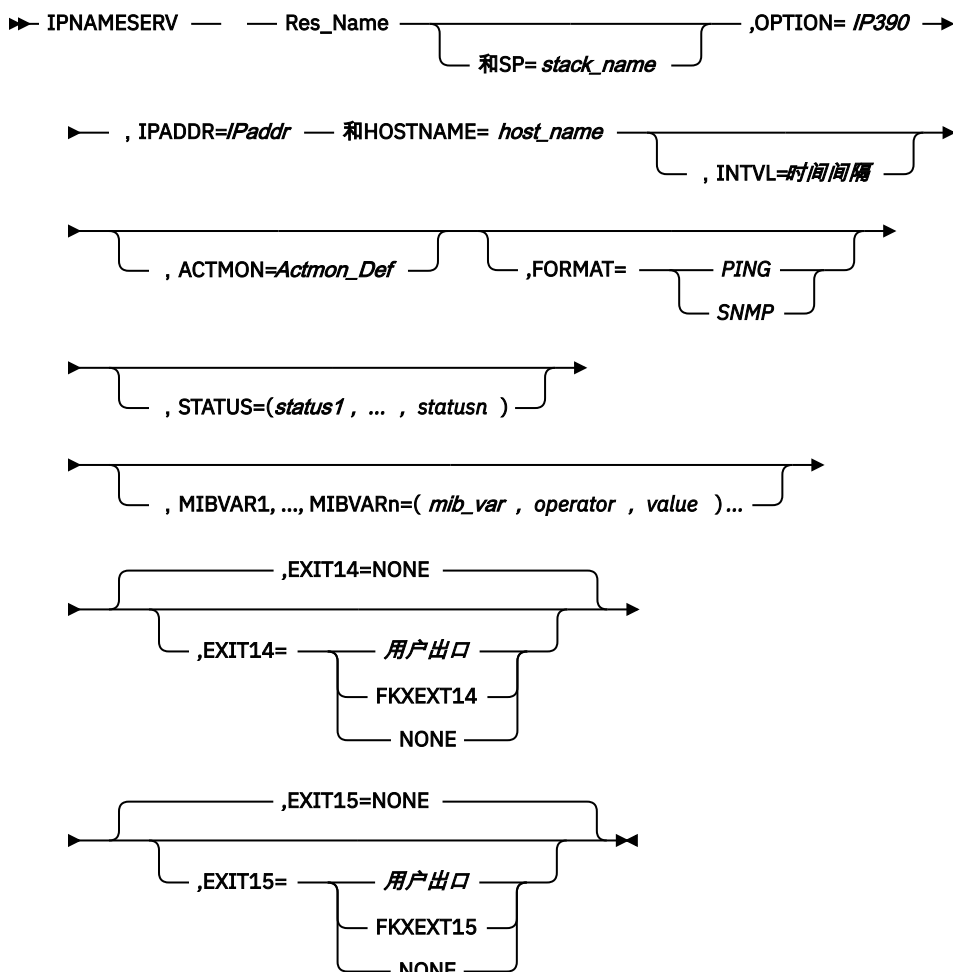 IPNAMESERV Res_Name ,OPTION= IP390
和SP= stack_name
, IPADDR=IPaddr 和HOSTNAME= host_name
, INTVL=时间间隔
, ACTMON=Actmon_Def ,FORMAT= PING
SNMP
, STATUS=(status1 , ... , statusn )
, MIBVAR1, ..., MIBVARn=( mib_var , operator , value )...
,EXIT14=NONE
,EXIT14= 用户出口
FKXEXT14
NONE
,EXIT15=NONE
,EXIT15= 用户出口
FKXEXT15
NONE